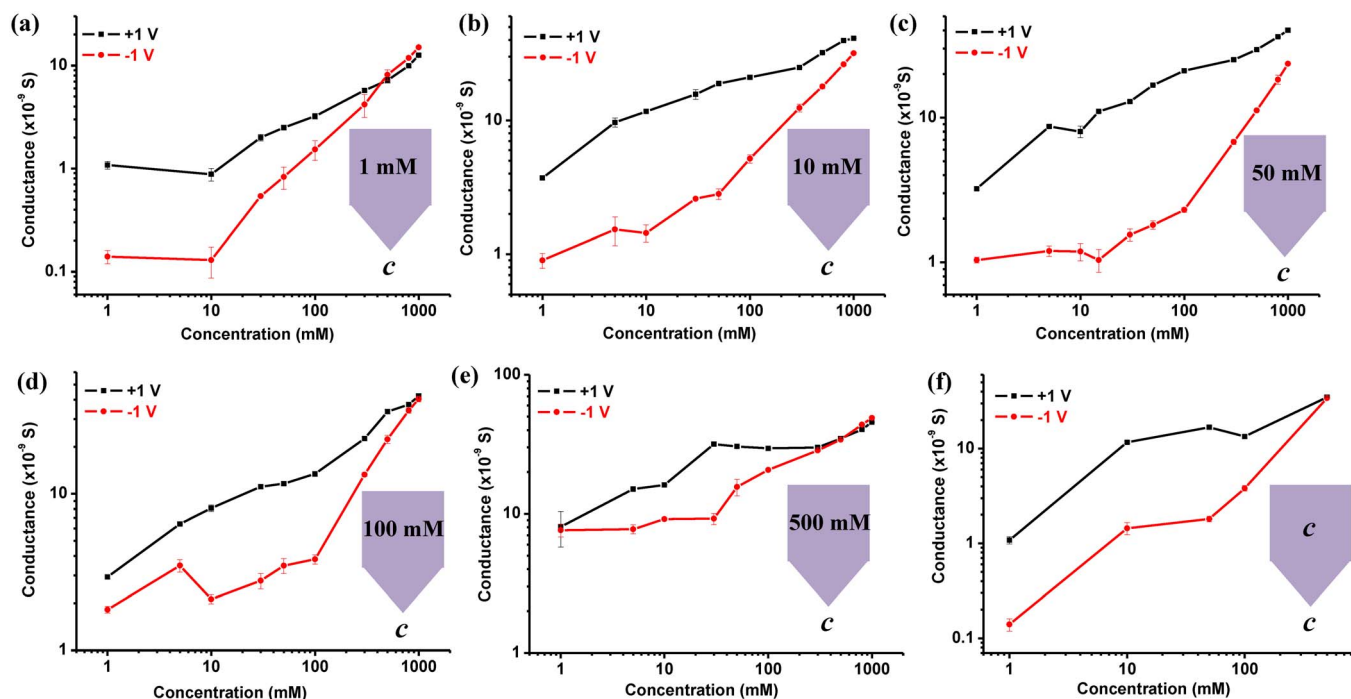 (a)
+1 V
-1 V
Conductance (x10⁻⁹ S)
10
1
0.1
1 mM
c
1 10 100 1000
Concentration (mM)
(b)
+1 V
-1 V
Conductance (x10⁻⁹ S)
10
1
10 mM
c
1 10 100 1000
Concentration (mM)
(c)
+1 V
-1 V
Conductance (x10⁻⁹S)
10
1
50 mM
c
1 10 100 1000
Concentration (mM)
(d)
+1 V
-1 V
Conductance (x10⁻⁹ S)
10
1
100 mM
c
1 10 100 1000
Concentration (mM)
(e)
+1 V
-1 V
Conductance (x10⁻⁹ S)
100
10
1
500 mM
c
1 10 100 1000
Concentration (mM)
(f)
+1 V
-1 V
Conductance (x10⁻⁹ S)
10
1
0.1
c
c
1 10 100
Concentration (mM)